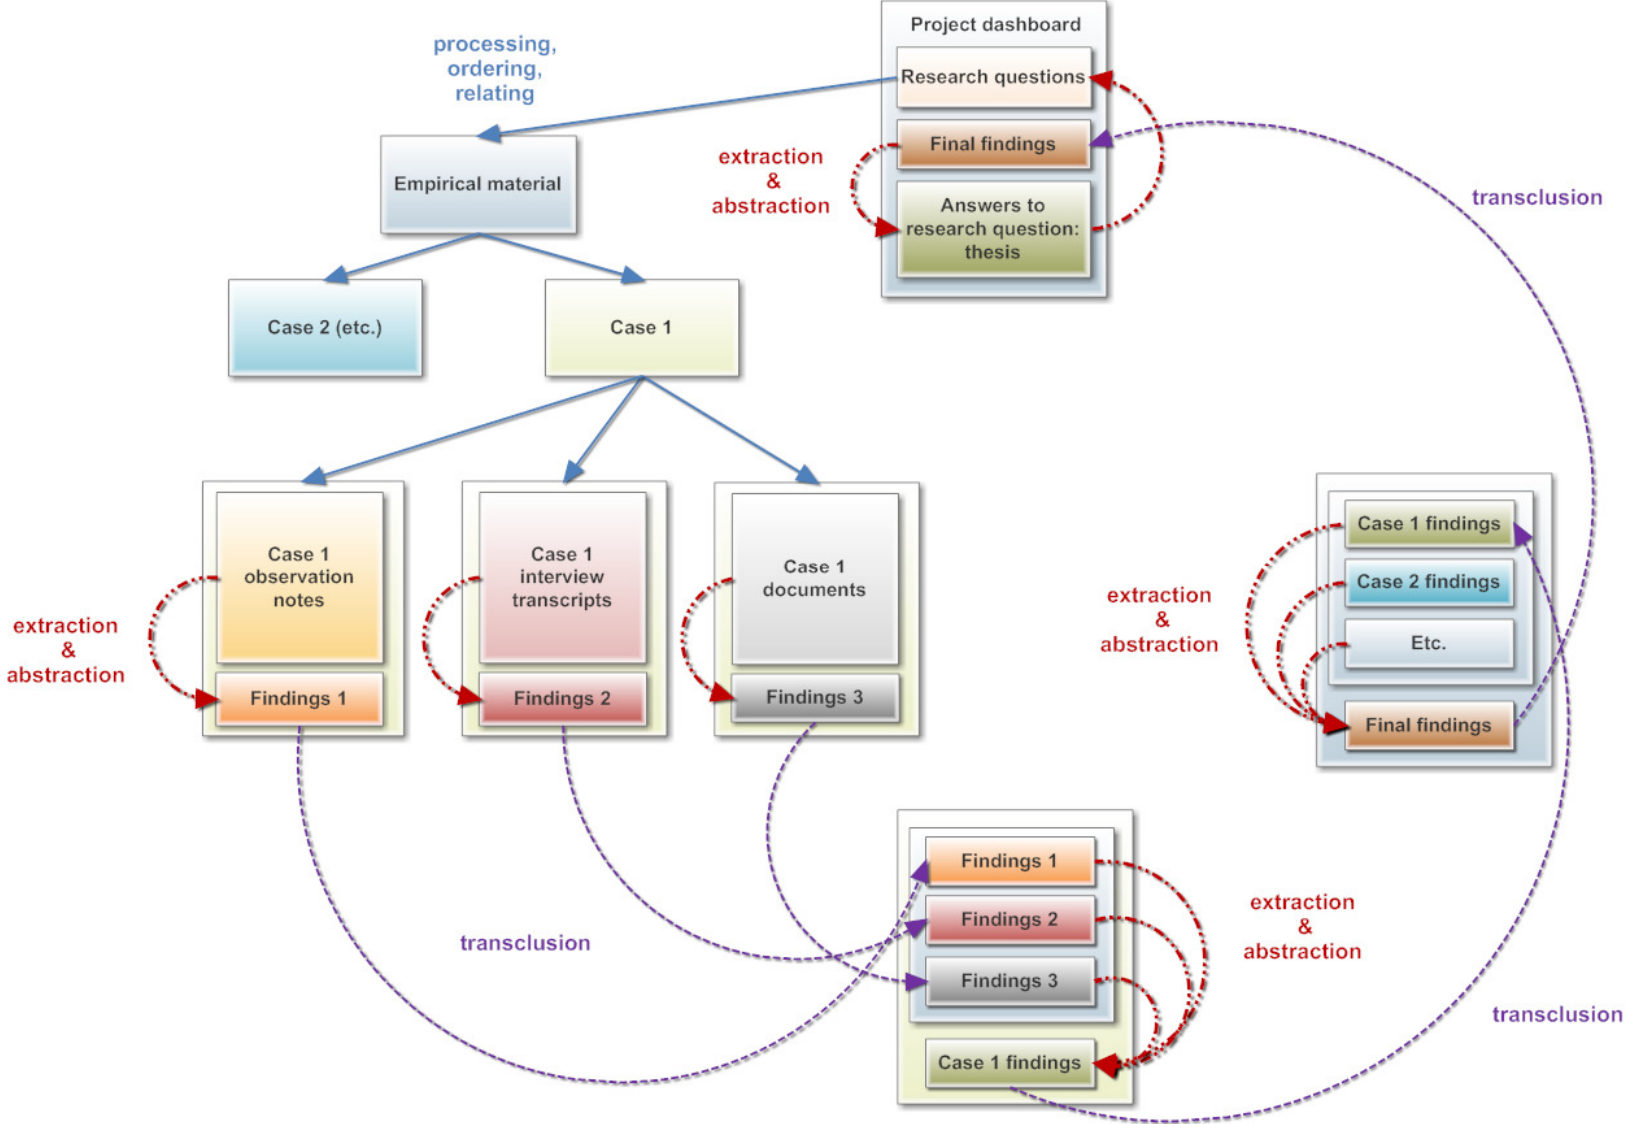 Project dashboard
Research questions
Final findings
Answers to
research question:
thesis
processing,
ordering,
relating
extraction
&
abstraction
transclusion
Empirical material
Case 2 (etc.)
Case 1
Case 1
observation
notes
Findings 1
Case 1
interview
transcripts
Findings 2
Case 1
documents
Findings 3
extraction
&
abstraction
Case 1 findings
Case 2 findings
Etc.
Final findings
extraction
&
abstraction
transclusion
Findings 1
Findings 2
Findings 3
Case 1 findings
extraction
&
abstraction
transclusion